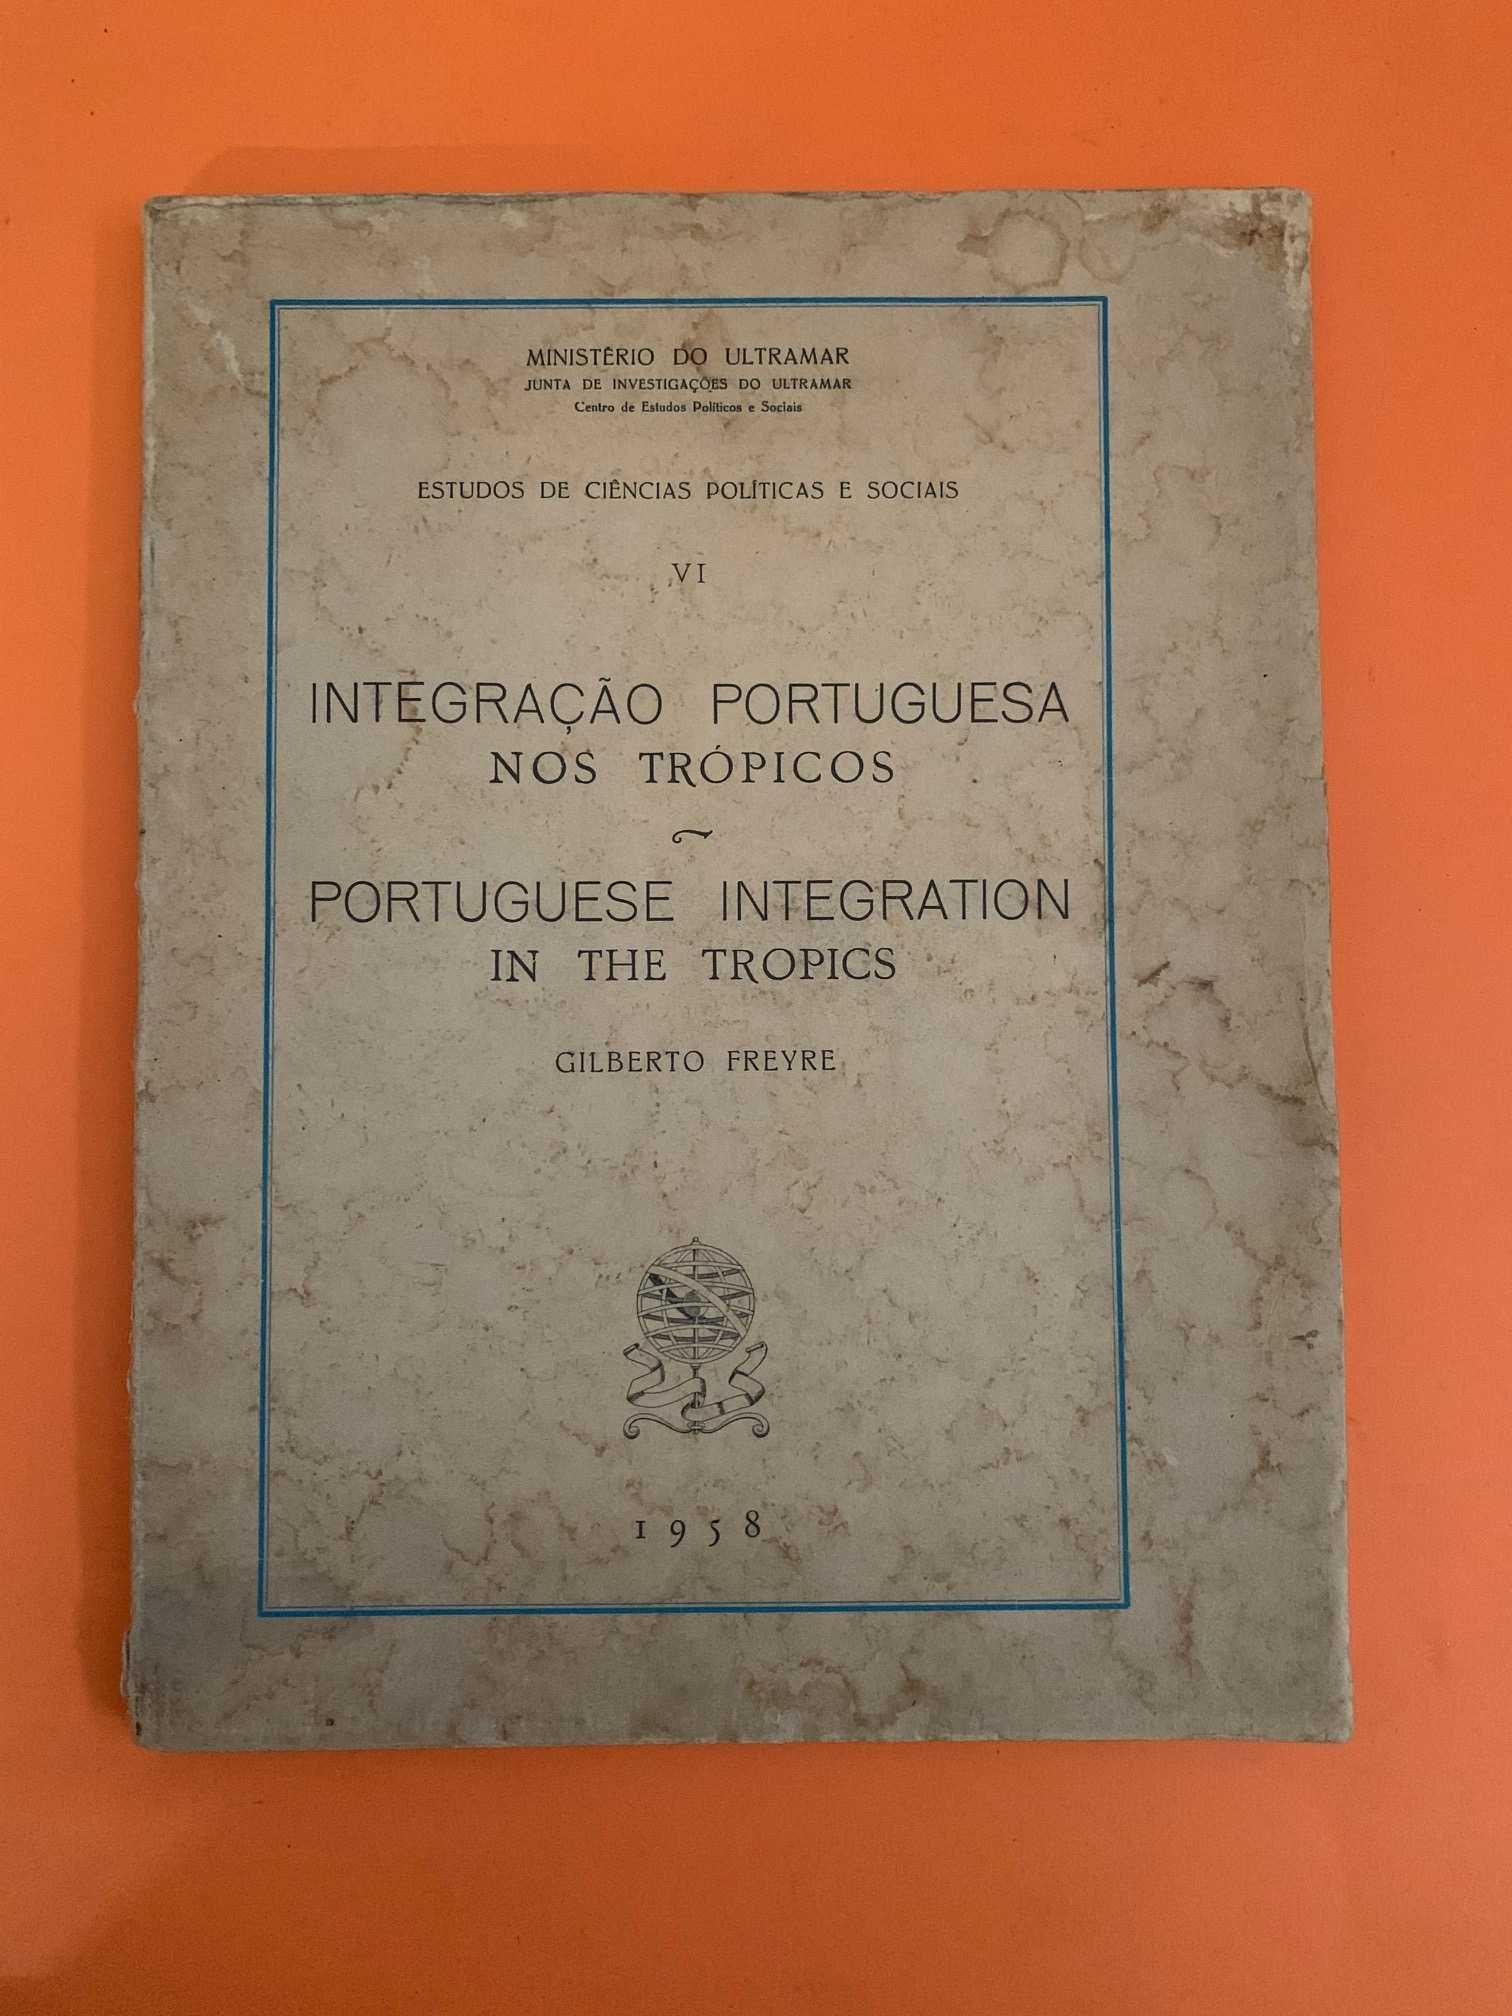 MINISTÉRIO DO ULTRAMAR
JUNTA DE INVESTIGAÇÕES DO ULTRAMAR
Centro de Estudos Políticos e Sociais
ESTUDOS DE CIÊNCIAS POLÍTICAS E SOCIAIS
VI
INTEGRAÇÃO PORTUGUESA
NOS TRÓPICOS
PORTUGUESE INTEGRATION
IN THE TROPICS
GILBERTO FREYRE
1958